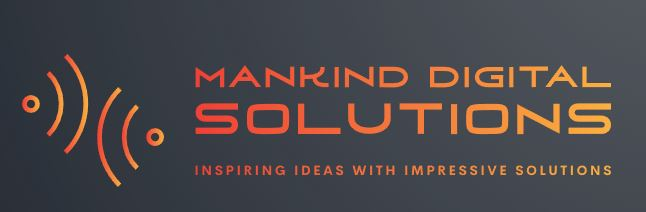 MANKIND DIGITAL
SOLUTIONS
INSPIRING IDEAS WITH IMPRESSIVE SOLUTIONS